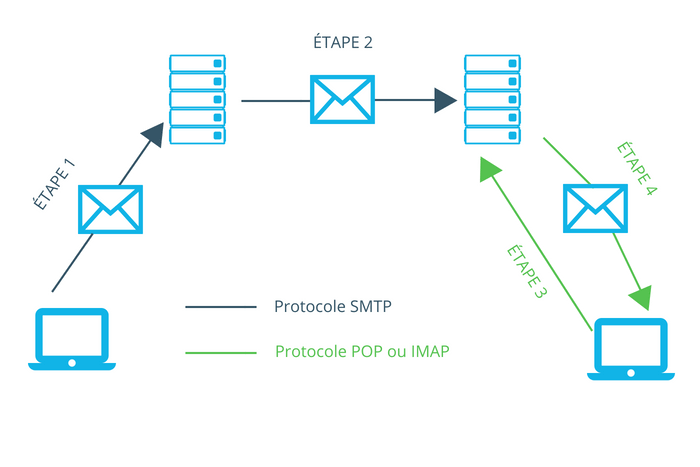 ÉTAPE 2
ÉTAPE 1
ÉTAPE 4
ÉTAPE 3
Protocole SMTP
Protocole POP ou IMAP